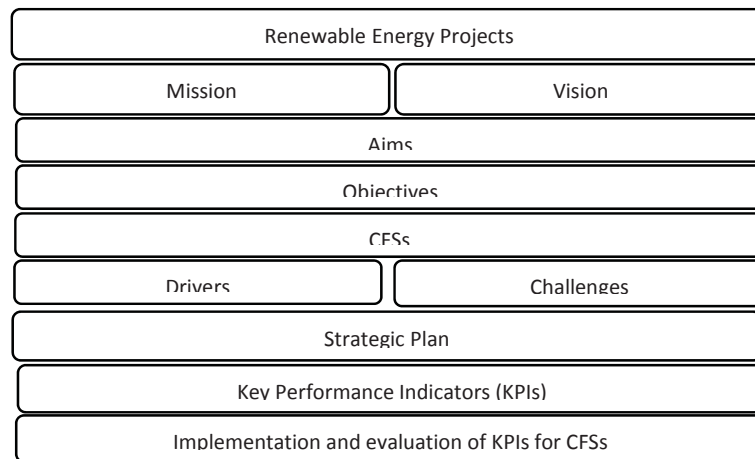 Renewable Energy Projects
Mission Vision
Aims
Objectives
CFSs
Drivers Challenges
Strategic Plan
Key Performance Indicators (KPIs)
Implementation and evaluation of KPIs for CFSs